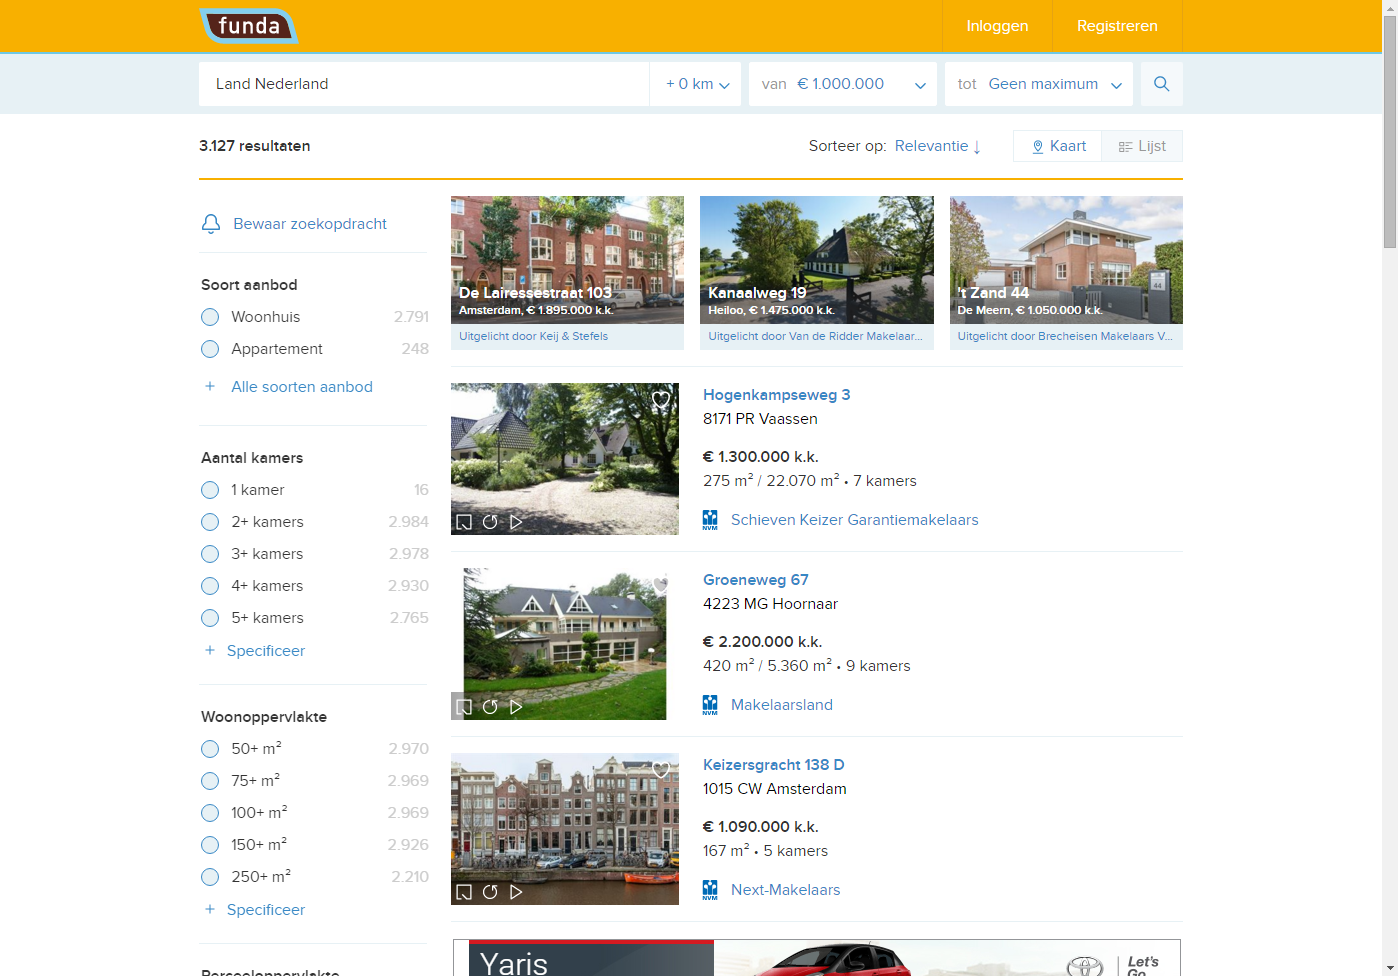 funda
Inloggen
Registreren
Land Nederland
+ 0 km
van € 1.000.000
tot Geen maximum
3.127 resultaten
Sorteer op: Relevantie ↓
Kaart
Lijst
Bewaar zoekopdracht
Soort aanbod
Woonhuis 2.791
Appartement 248
+ Alle soorten aanbod
Aantal kamers
1 kamer 16
2+ kamers 2.984
3+ kamers 2.978
4+ kamers 2.930
5+ kamers 2.765
+ Specificeer
Woonoppervlakte
50+ m² 2.970
75+ m² 2.969
100+ m² 2.969
150+ m² 2.926
250+ m² 2.210
+ Specificeer
Perceeloppervlakte
De Lairessestraat 103
Amsterdam, € 1.895.000 k.k.
Uitgelicht door Keij & Stefels
Kanaalweg 19
Heiloo, € 1.475.000 k.k.
Uitgelicht door Van de Ridder Makelaar...
't Zand 44
De Meern, € 1.050.000 k.k.
Uitgelicht door Brecheisen Makelaars V...
44
Hogenkampseweg 3
8171 PR Vaassen
€ 1.300.000 k.k.
275 m² / 22.070 m² • 7 kamers
NVM
Schieven Keizer Garantiemakelaars
Groeneweg 67
4223 MG Hoornaar
€ 2.200.000 k.k.
420 m² / 5.360 m² • 9 kamers
NVM
Makelaarsland
Keizersgracht 138 D
1015 CW Amsterdam
€ 1.090.000 k.k.
167 m² • 5 kamers
NVM
Next-Makelaars
Yaris
Let's
Go